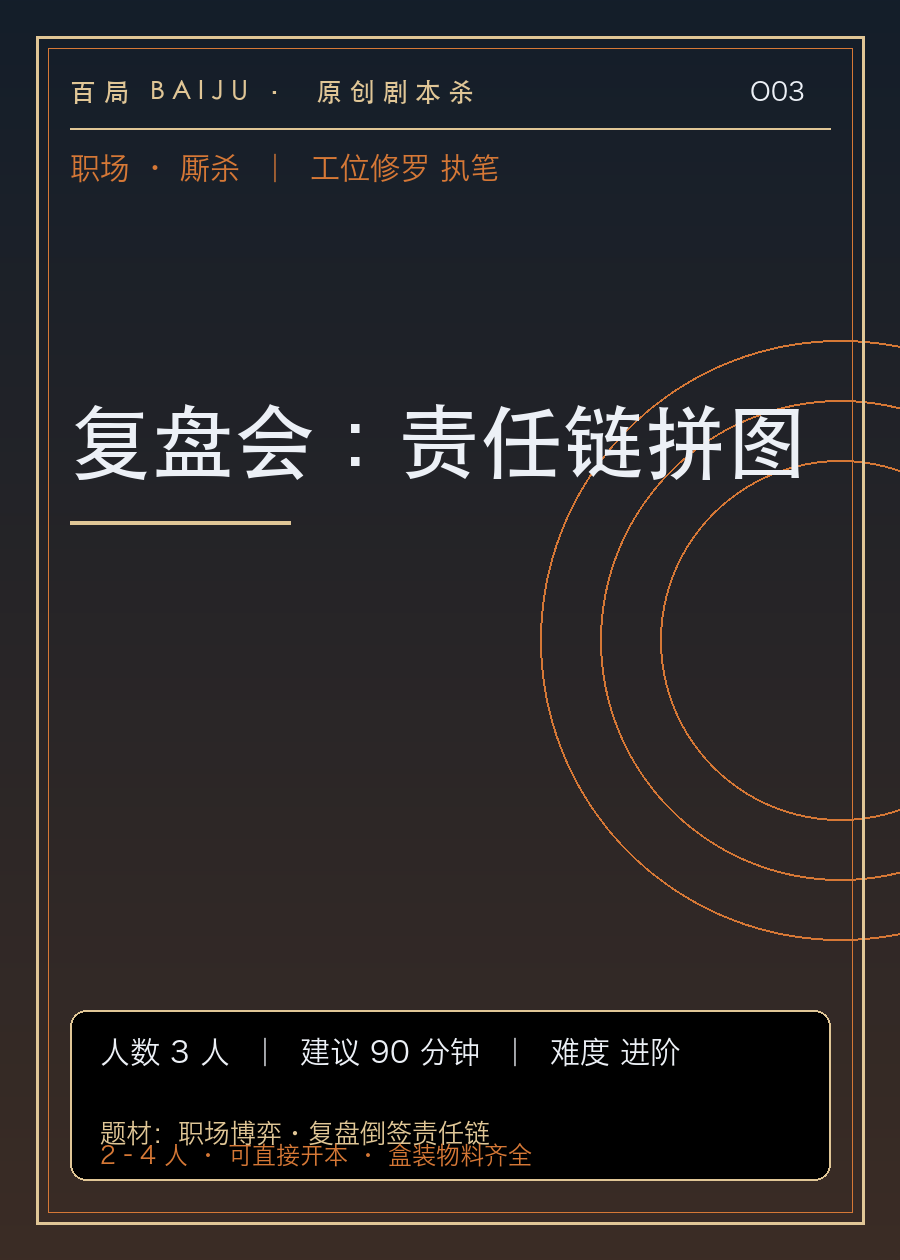 百局 BAIJU · 原创剧本杀 003
职场 · 厮杀 | 工位修罗 执笔
复盘会：责任链拼图
人数 3 人 | 建议 90 分钟 | 难度 进阶
题材：职场博弈·复盘倒签责任链
2-4 人 · 可直接开本 · 盒装物料齐全